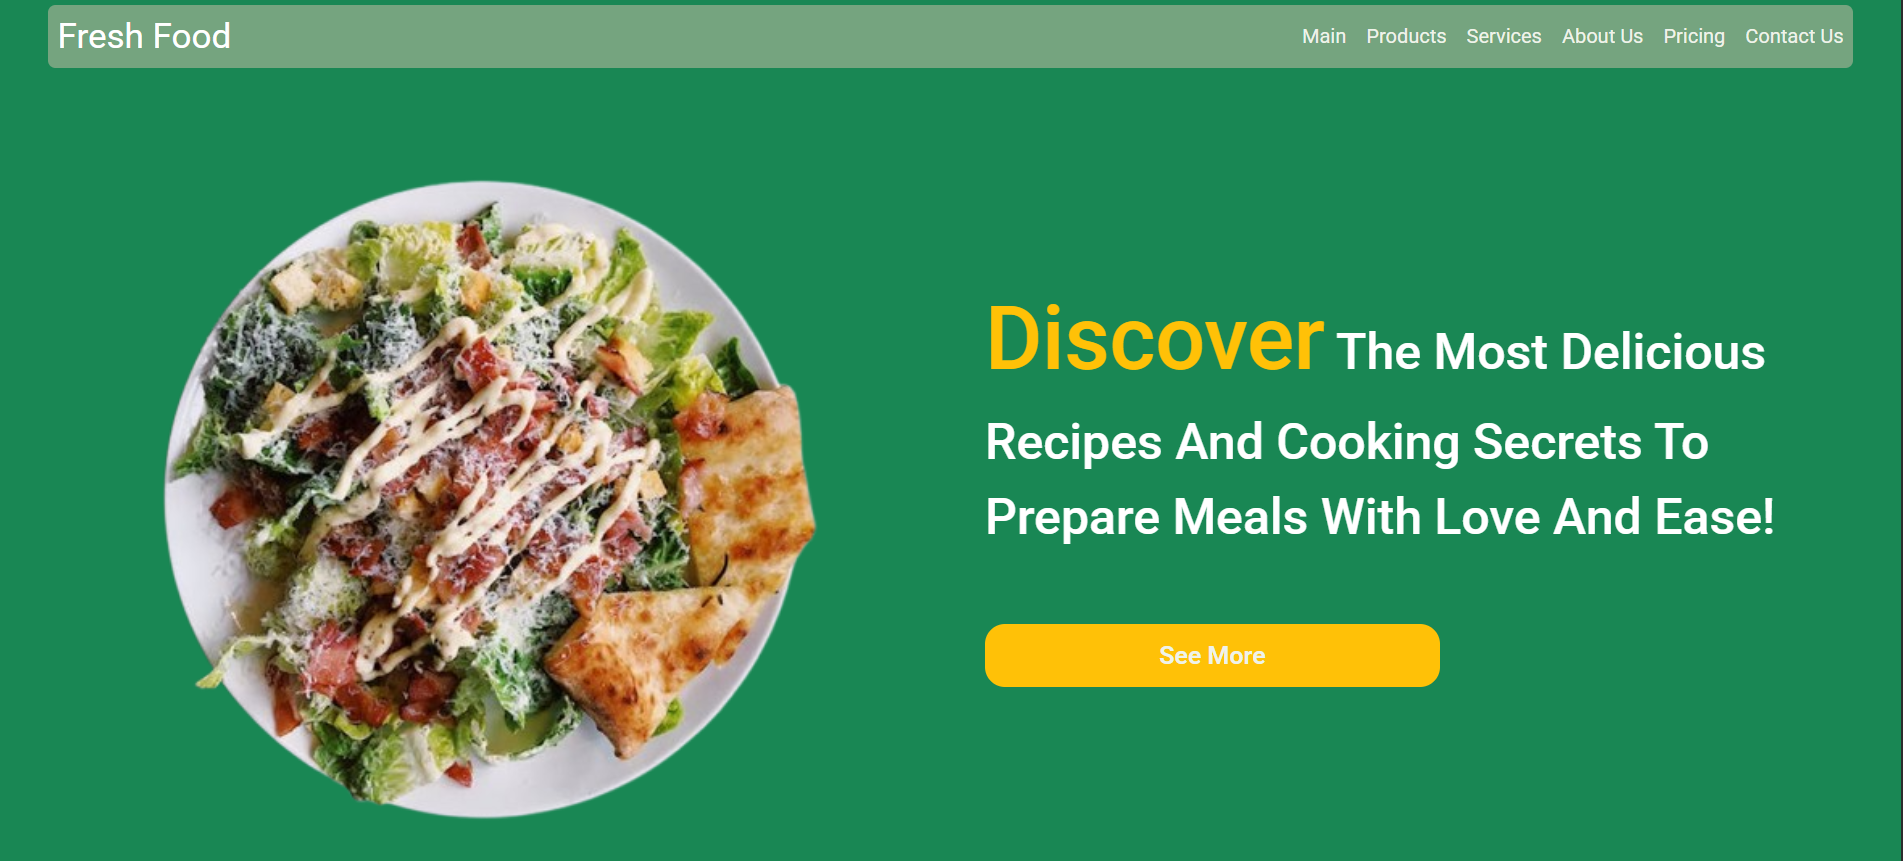 Fresh Food
Main Products Services About Us Pricing Contact Us
Discover The Most Delicious
Recipes And Cooking Secrets To
Prepare Meals With Love And Ease!
See More